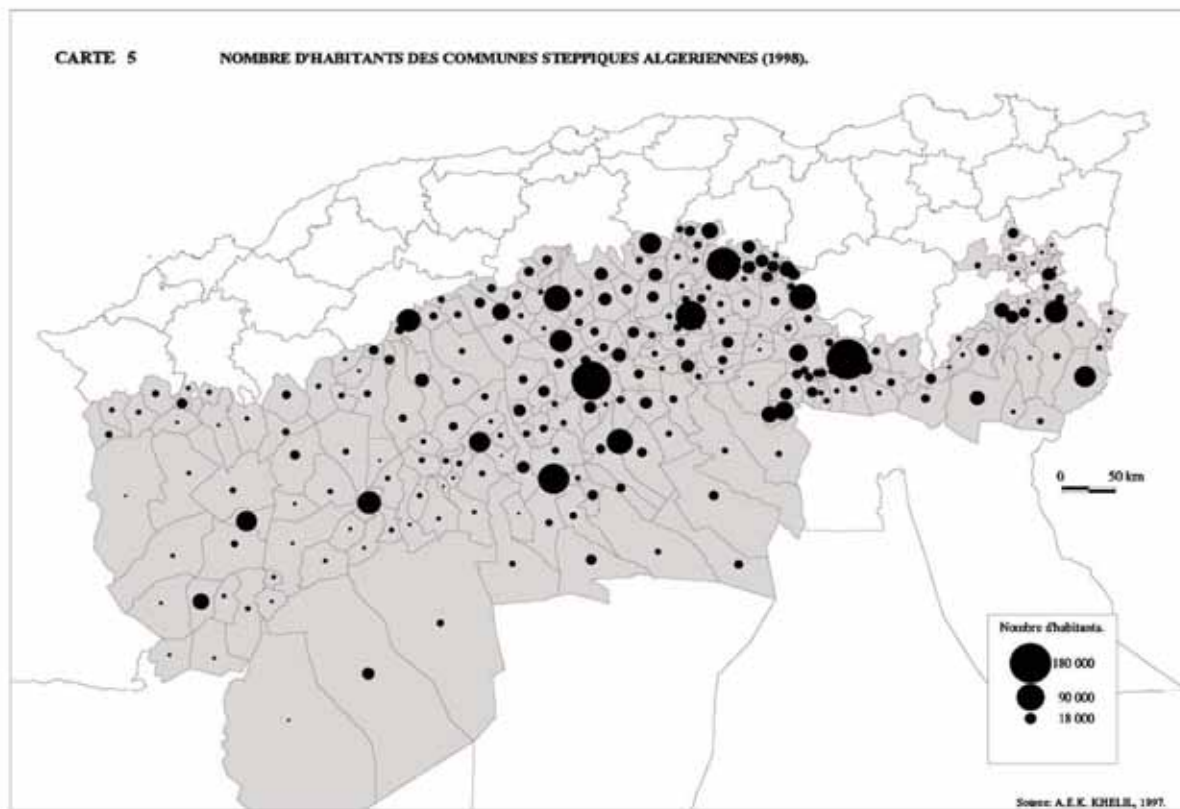 CARTE 5 NOMBRE D'HABITANTS DES COMMUNES STEPPIQUES ALGERIENNES (1998).
0 50 km
Nombre d'habitants.
180 000
90 000
18 000
Source: A.E.K. KHELIL, 1997.